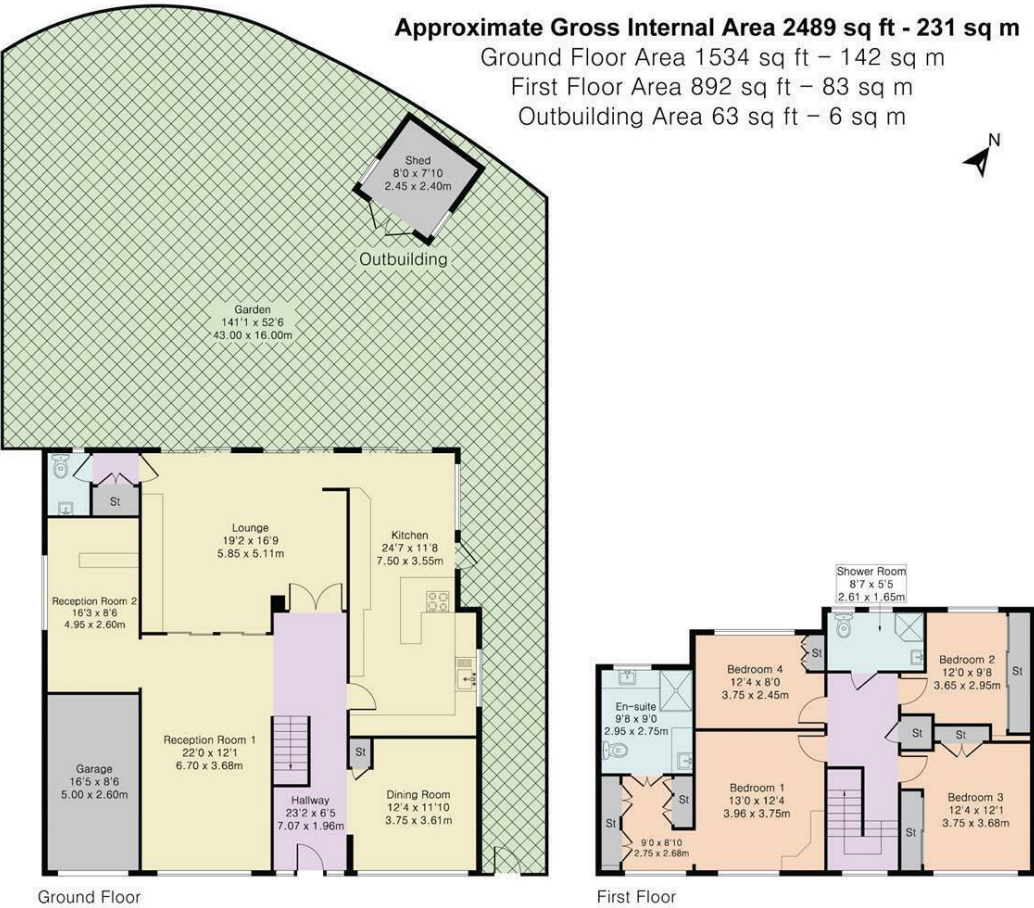 Approximate Gross Internal Area 2489 sq ft - 231 sq m
Ground Floor Area 1534 sq ft – 142 sq m
First Floor Area 892 sq ft – 83 sq m
Outbuilding Area 63 sq ft – 6 sq m
N
Shed
8'0 x 7'10
2.45 x 2.40m
Outbuilding
Garden
141'1 x 52'6
43.00 x 16.00m
St
Lounge
19'2 x 16'9
5.85 x 5.11m
Kitchen
24'7 x 11'8
7.50 x 3.55m
Reception Room 2
16'3 x 8'6
4.95 x 2.60m
Reception Room 1
22'0 x 12'1
6.70 x 3.68m
Garage
16'5 x 8'6
5.00 x 2.60m
St
Hallway
23'2 x 6'5
7.07 x 1.96m
Dining Room
12'4 x 11'10
3.75 x 3.61m
Ground Floor
Shower Room
8'7 x 5'5
2.61 x 1.65m
Bedroom 4
12'4 x 8'0
3.75 x 2.45m
St
Bedroom 2
12'0 x 9'8
3.65 x 2.95m
St
En-suite
9'8 x 9'0
2.95 x 2.75m
St
St
Bedroom 1
13'0 x 12'4
3.96 x 3.75m
St
St
9'0 x 8'10
2.75 x 2.68m
Bedroom 3
12'4 x 12'1
3.75 x 3.68m
St
First Floor